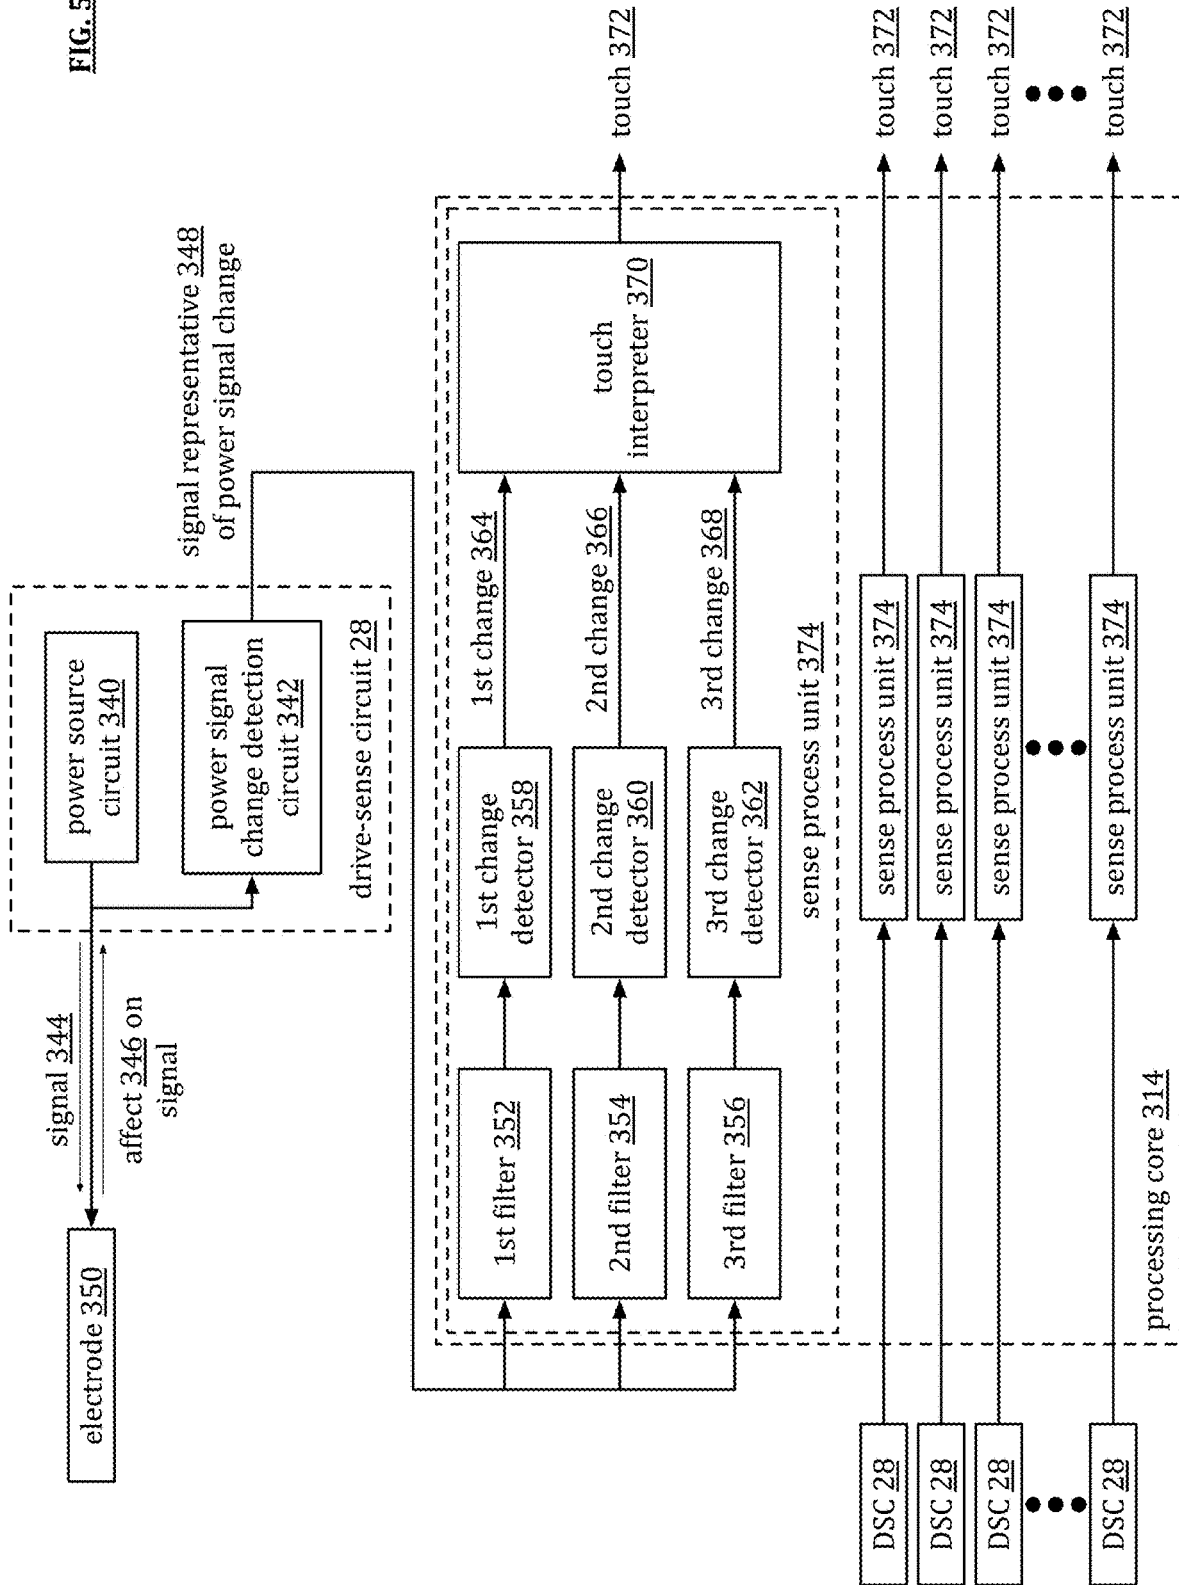 FIG. 5
electrode 350
signal 344
affect 346 on
signal
power source
circuit 340
power signal
change detection
circuit 342
drive-sense circuit 28
signal representative 348
of power signal change
1st filter 352
1st change
detector 358
1st change 364
2nd filter 354
2nd change
detector 360
2nd change 366
3rd filter 356
3rd change
detector 362
3rd change 368
touch
interpreter 370
touch 372
sense process unit 374
DSC 28
sense process unit 374
touch 372
DSC 28
sense process unit 374
touch 372
DSC 28
sense process unit 374
touch 372
DSC 28
sense process unit 374
touch 372
processing core 314